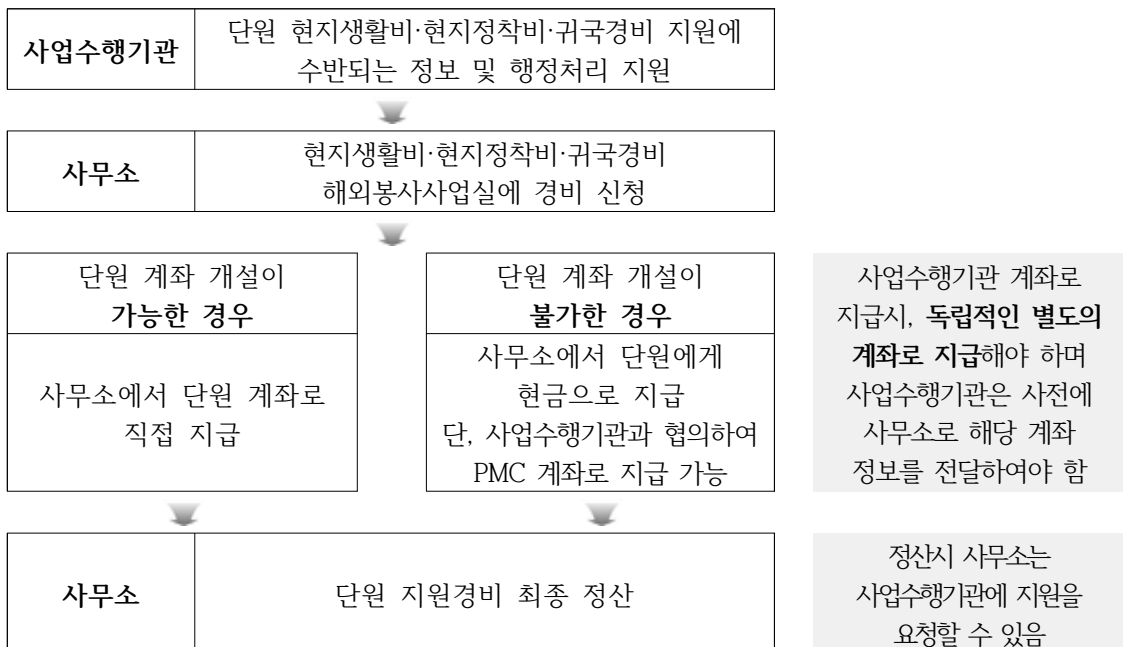 사업수행기관
단원 현지생활비·현지정착비·귀국경비 지원에
수반되는 정보 및 행정처리 지원
사무소
현지생활비·현지정착비·귀국경비
해외봉사사업실에 경비 신청
단원 계좌 개설이
가능한 경우
사무소에서 단원 계좌로
직접 지급
단원 계좌 개설이
불가한 경우
사무소에서 단원에게
현금으로 지급
단, 사업수행기관과 협의하여
PMC 계좌로 지급 가능
사업수행기관 계좌로
지급시, 독립적인 별도의
계좌로 지급해야 하며
사업수행기관은 사전에
사무소로 해당 계좌
정보를 전달하여야 함
사무소
단원 지원경비 최종 정산
정산시 사무소는
사업수행기관에 지원을
요청할 수 있음